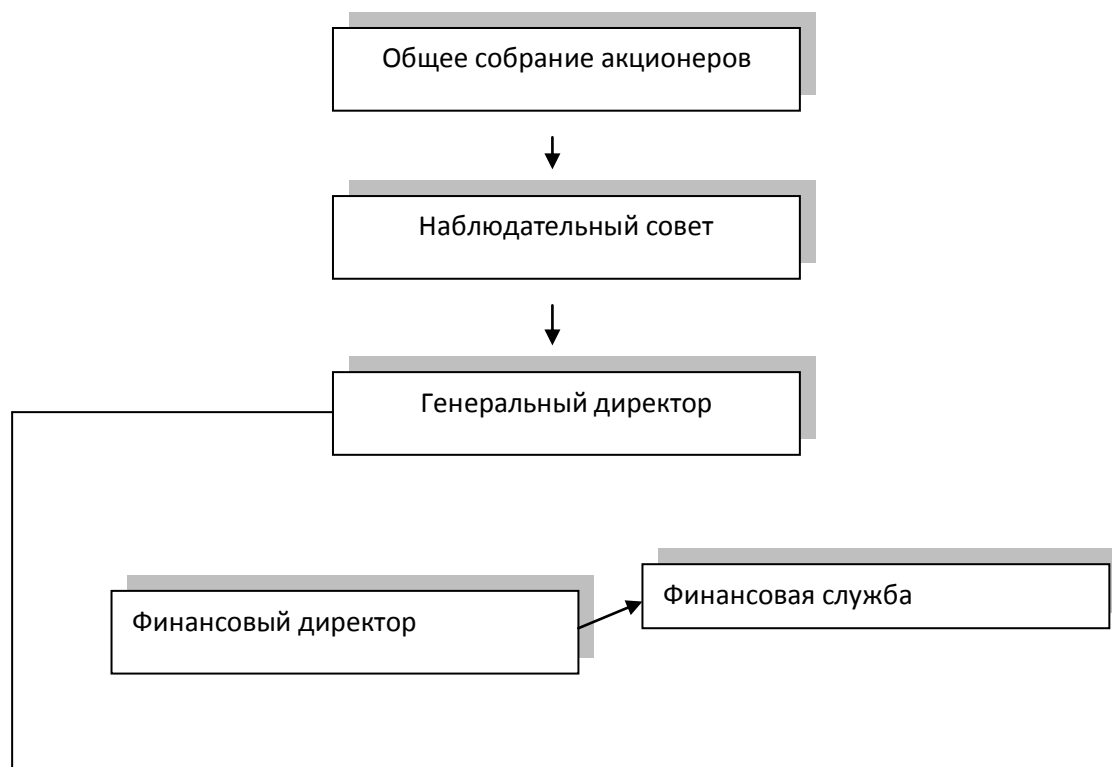 Общее собрание акционеров
Наблюдательный совет
Генеральный директор
Финансовая служба
Финансовый директор